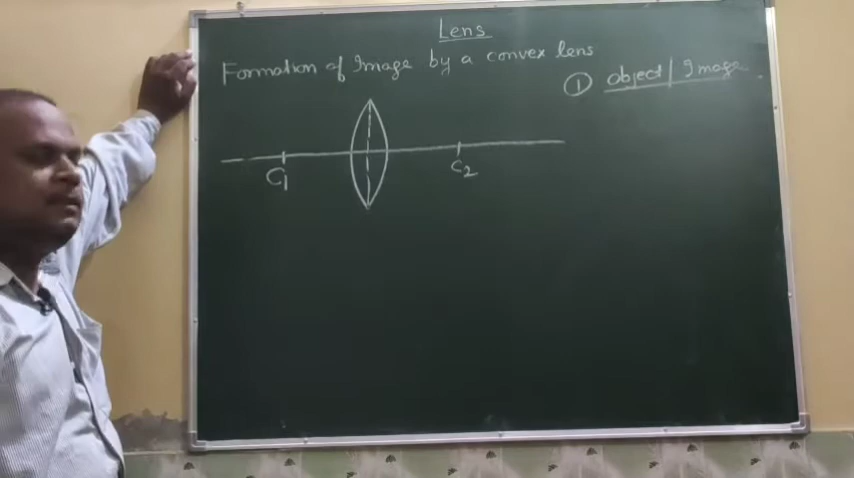 Lens
Formation of Image by a convex lens
① object / Image
C1
C2